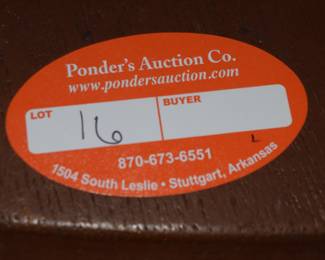 Ponder's Auction Co.
www.pondersauction.com
LOT BUYER
16
L
870-673-6551
1504 South Leslie • Stuttgart, Arkansas